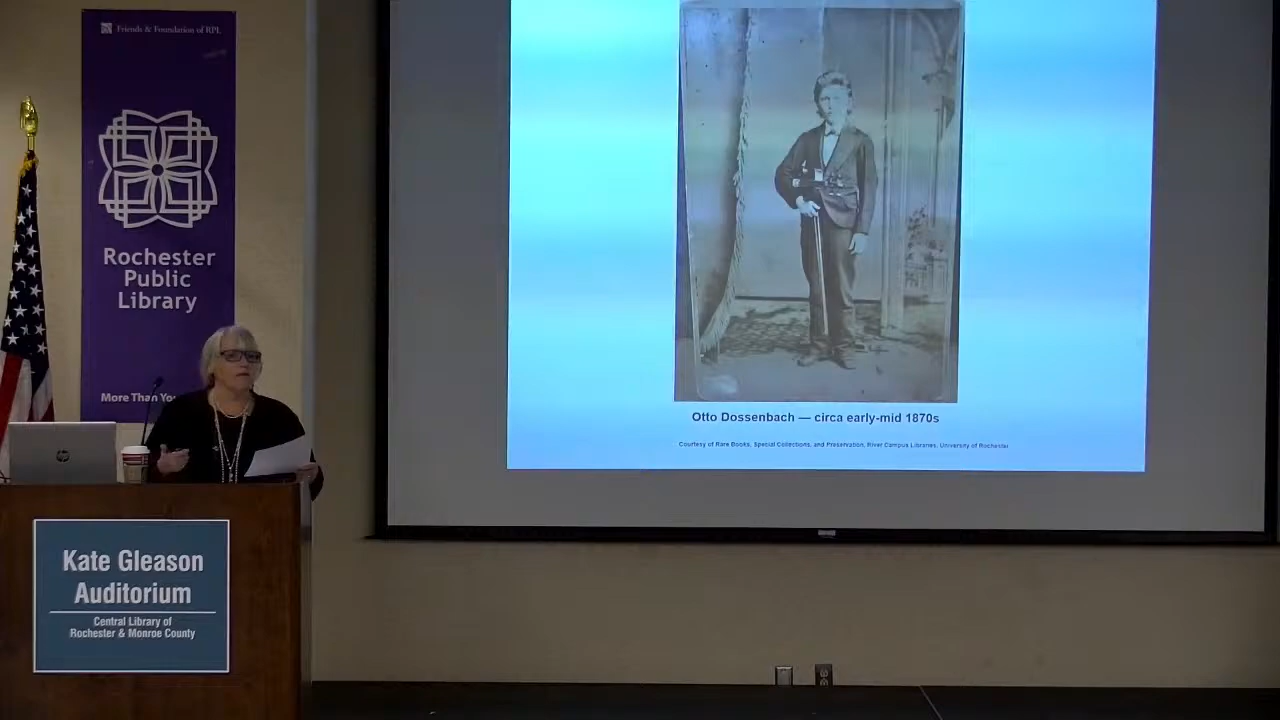 Friends & Foundation of RPL
Rochester
Public
Library
More Than You
Otto Dossenbach — circa early-mid 1870s
Courtesy of Rare Books, Special Collections, and Preservation, River Campus Libraries, University of Rochester
hp
Kate Gleason
Auditorium
Central Library of
Rochester & Monroe County